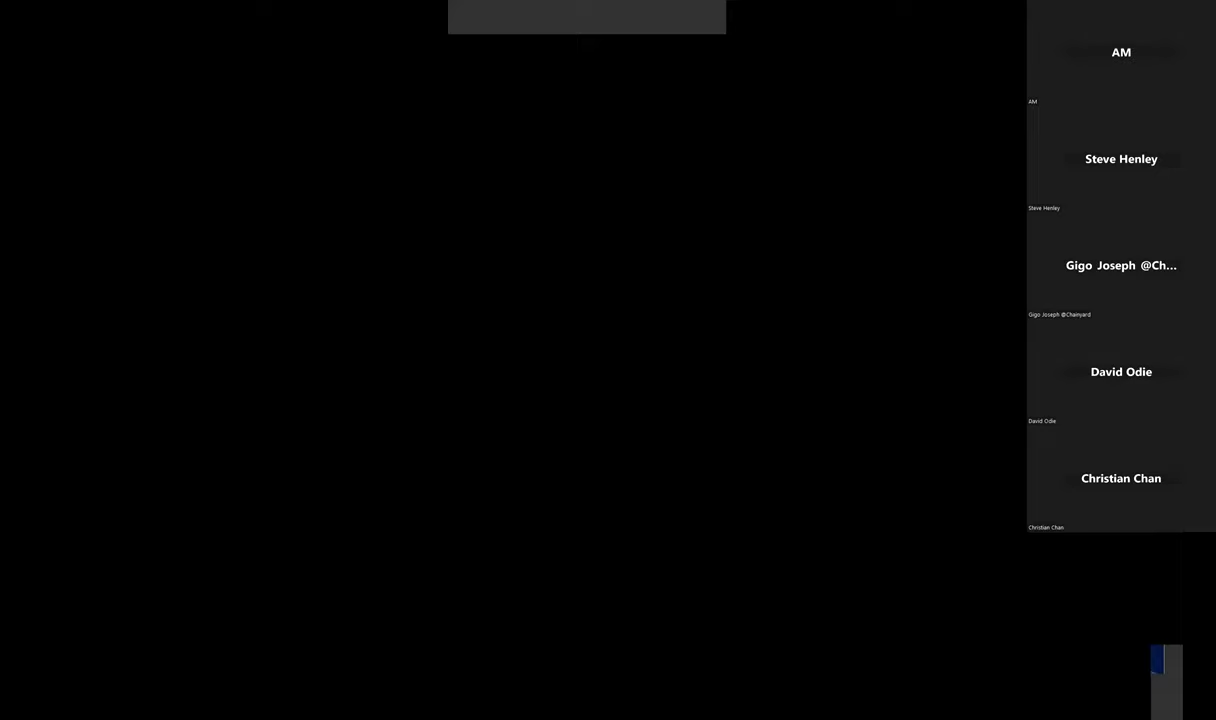 AM
AM
Steve Henley
Steve Henley
Gigo Joseph @Ch...
Gigo Joseph @Chainyard
David Odie
David Odie
Christian Chan
Christian Chan